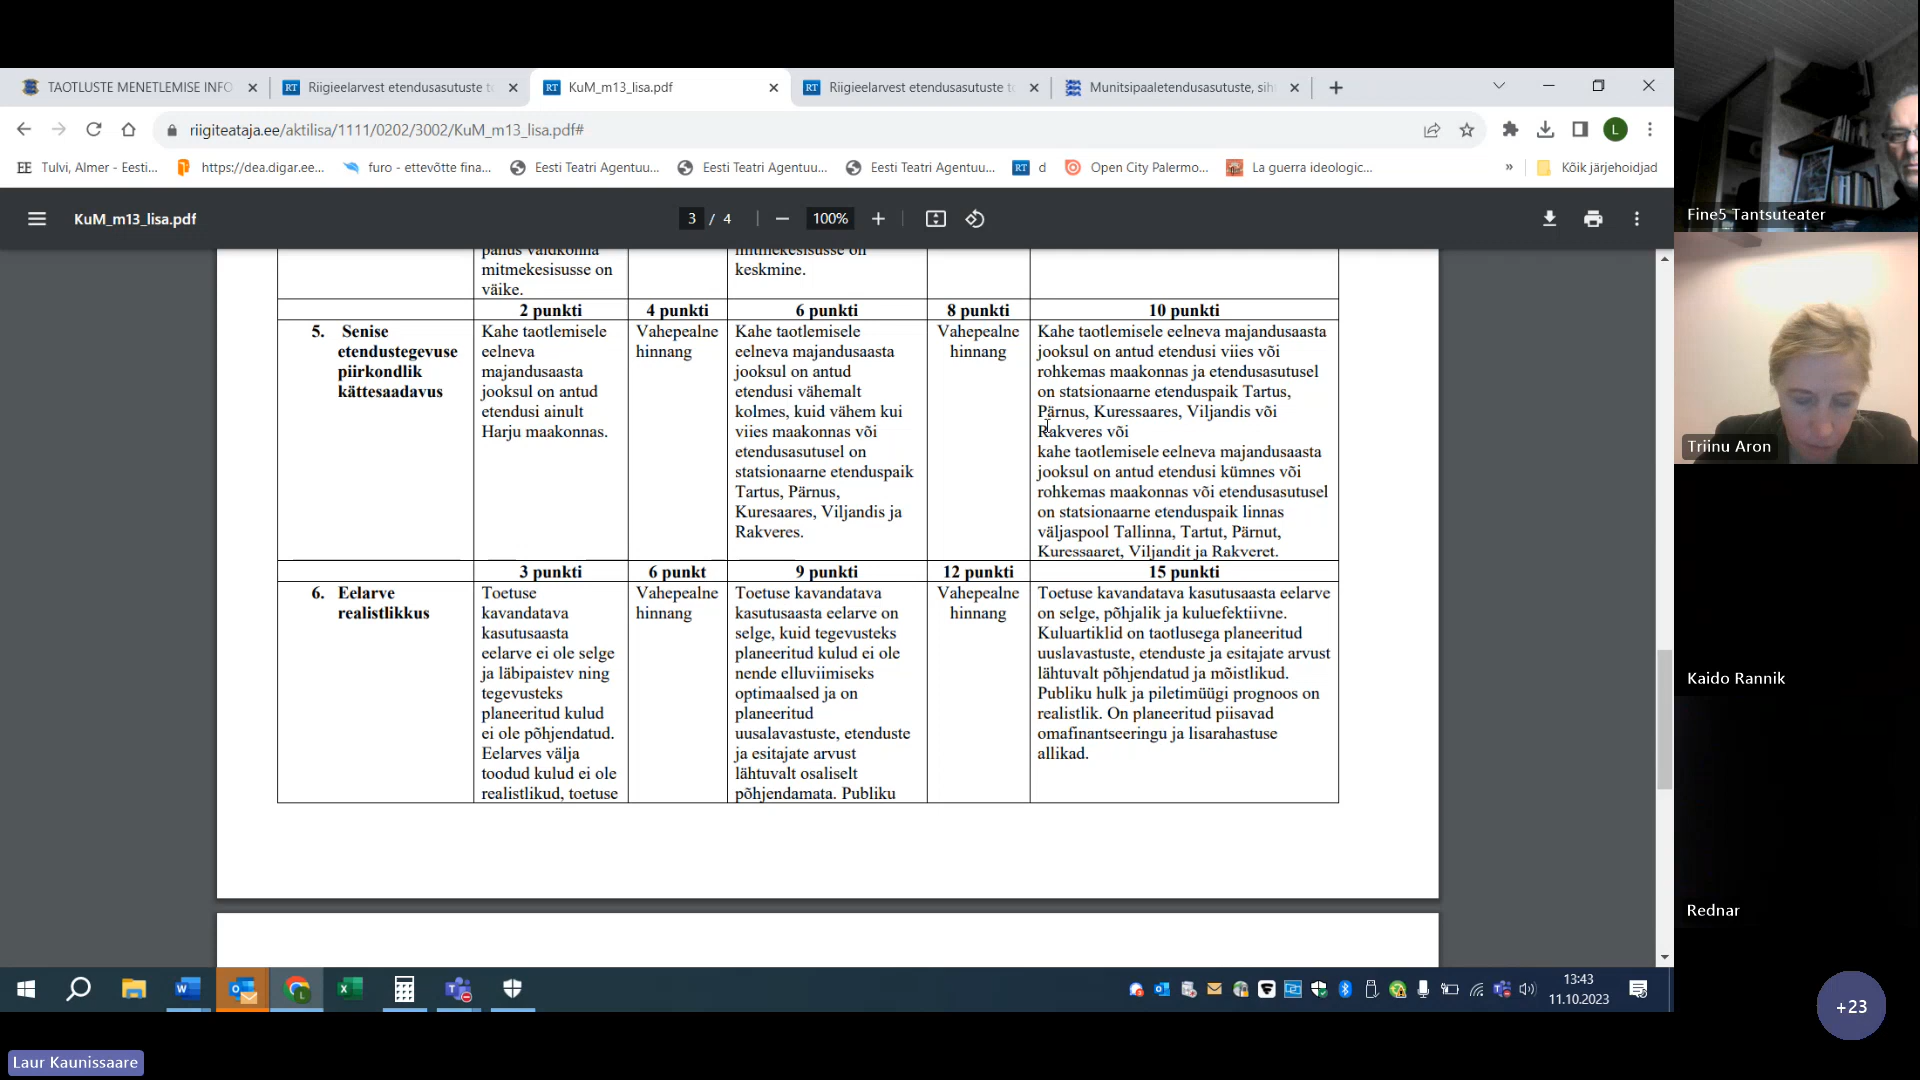 TAOTLUSTE MENETLEMISE INFO
Riigieelarvest etendusasutuste to
KuM_m13_lisa.pdf
Riigieelarvest etendusasutuste to
Munitsipaaletendusasutuste, siht
riigiteataja.ee/aktilisa/1111/0202/3002/KuM_m13_lisa.pdf#
L
EE Tulvi, Almer - Eesti...
https://dea.digar.ee...
furo - ettevõtte fina...
Eesti Teatri Agentuu...
Eesti Teatri Agentuu...
Eesti Teatri Agentuu...
RT d
Open City Palermo...
La guerra ideologic...
»
Kõik järjehoidjad
KuM_m13_lisa.pdf
3 / 4
100%
panus valdkonna
mitmekesisusse on
väike.
mitmekesisusse on
keskmine.
2 punkti
4 punkti
6 punkti
8 punkti
10 punkti
5. Senise
etendustegevuse
piirkondlik
kättesaadavus
Kahe taotlemisele
eelneva
majandusaasta
jooksul on antud
etendusi ainult
Harju maakonnas.
Vahepealne
hinnang
Kahe taotlemisele
eelneva majandusaasta
jooksul on antud
etendusi vähemalt
kolmes, kuid vähem kui
viies maakonnas või
etendusasutusel on
statsionaarne etenduspaik
Tartus, Pärnus,
Kuresaares, Viljandis ja
Rakveres.
Vahepealne
hinnang
Kahe taotlemisele eelneva majandusaasta
jooksul on antud etendusi viies või
rohkemas maakonnas ja etendusasutusel
on statsionaarne etenduspaik Tartus,
Pärnus, Kuressaares, Viljandis või
Rakveres või
kahe taotlemisele eelneva majandusaasta
jooksul on antud etendusi kümnes või
rohkemas maakonnas või etendusasutusel
on statsionaarne etenduspaik linnas
väljaspool Tallinna, Tartut, Pärnut,
Kuressaaret, Viljandit ja Rakveret.
3 punkti
6 punkt
9 punkti
12 punkti
15 punkti
6. Eelarve
realistlikkus
Toetuse
kavandatava
kasutusaasta
eelarve ei ole selge
ja läbipaistev ning
tegevusteks
planeeritud kulud
ei ole põhjendatud.
Eelarves välja
toodud kulud ei ole
realistlikud, toetuse
Vahepealne
hinnang
Toetuse kavandatava
kasutusaasta eelarve on
selge, kuid tegevusteks
planeeritud kulud ei ole
nende elluviimiseks
optimaalsed ja on
planeeritud
uusalavastuste, etenduste
ja esitajate arvust
lähtuvalt osaliselt
põhjendamata. Publiku
Vahepealne
hinnang
Toetuse kavandatava kasutusaasta eelarve
on selge, põhjalik ja kuluefektiivne.
Kuluartiklid on taotlusega planeeritud
uuslavastuste, etenduste ja esitajate arvust
lähtuvalt põhjendatud ja mõistlikud.
Publiku hulk ja piletimüügi prognoos on
realistlik. On planeeritud piisavad
omafinantseeringu ja lisarahastuse
allikad.
13:43
11.10.2023
Fine5 Tantsuteater
Triinu Aron
Kaido Rannik
Rednar
+23
Laur Kaunissaare